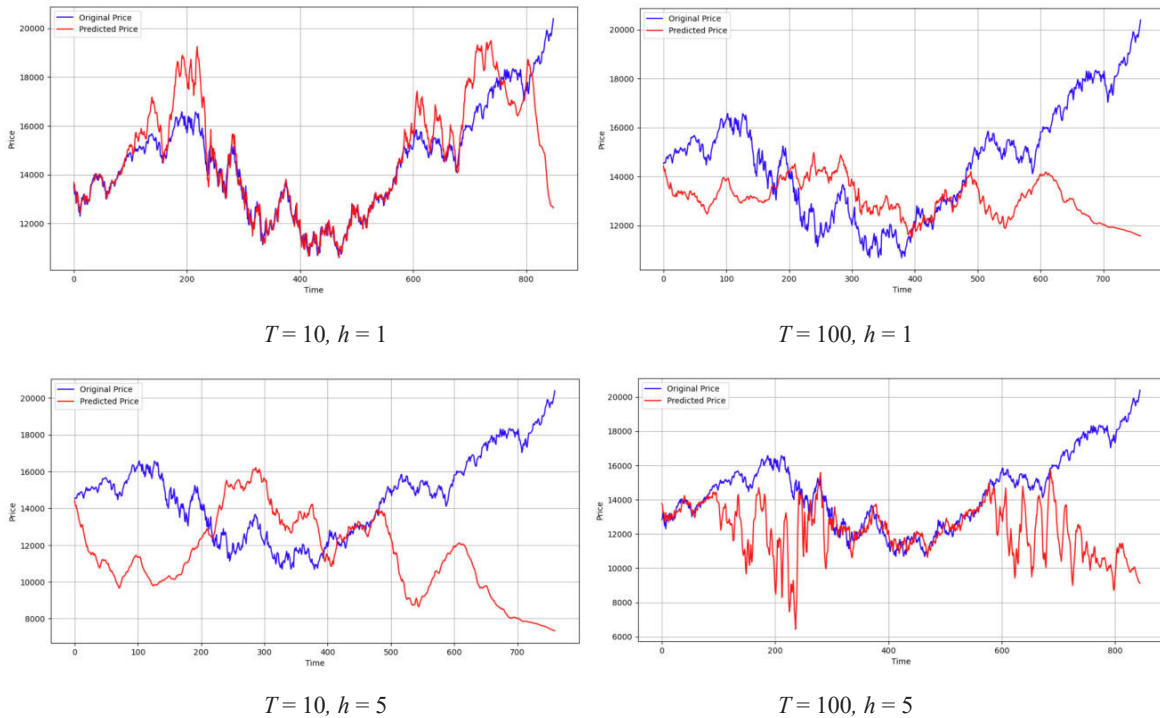 Original Price
Predicted Price
20000
18000
16000
14000
12000
Price
0
200
400
600
800
Time
T = 10, h = 1
Original Price
Predicted Price
20000
18000
16000
14000
12000
Price
0
100
200
300
400
500
600
700
Time
T = 100, h = 1
Original Price
Predicted Price
20000
18000
16000
14000
12000
10000
8000
Price
0
100
200
300
400
500
600
700
Time
T = 10, h = 5
Original Price
Predicted Price
20000
18000
16000
14000
12000
10000
8000
6000
Price
0
200
400
600
800
Time
T = 100, h = 5